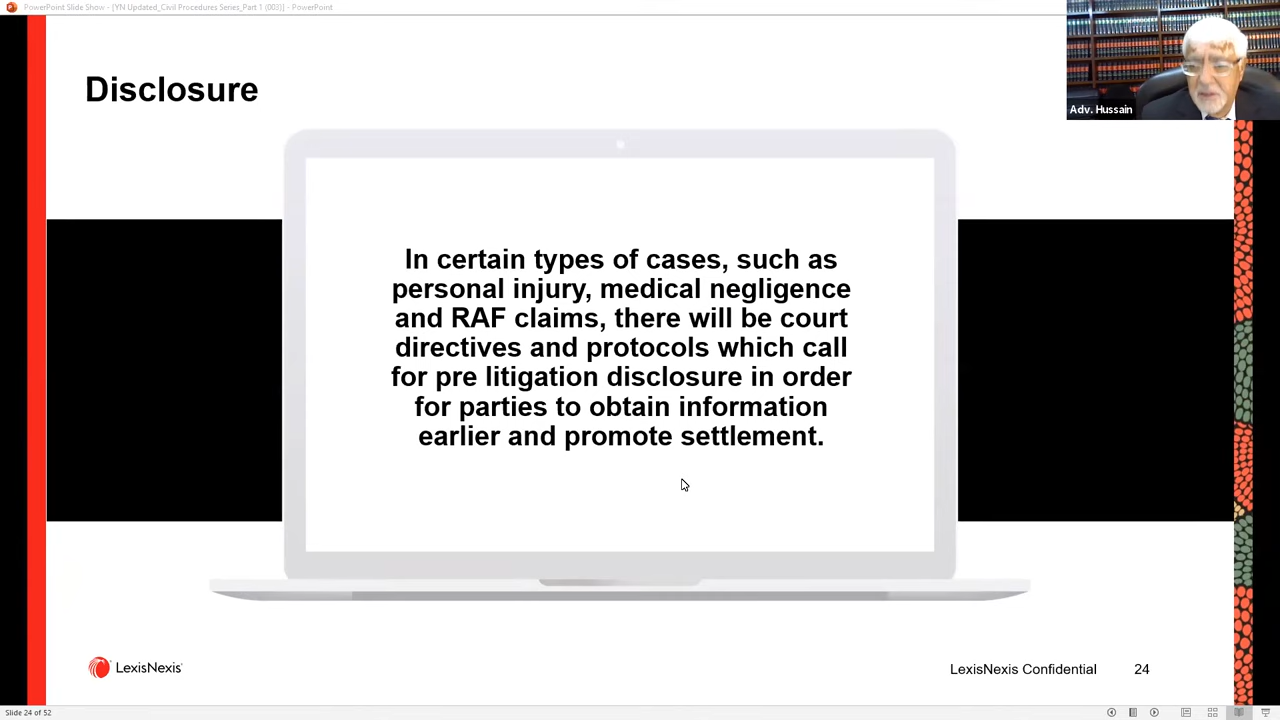 PowerPoint Slide Show - [YN Updated_Civil Procedures Series_Part 1 (003)] - PowerPoint
Adv. Hussain
Disclosure
In certain types of cases, such as
personal injury, medical negligence
and RAF claims, there will be court
directives and protocols which call
for pre litigation disclosure in order
for parties to obtain information
earlier and promote settlement.
LexisNexis
LexisNexis Confidential 24
Slide 24 of 52